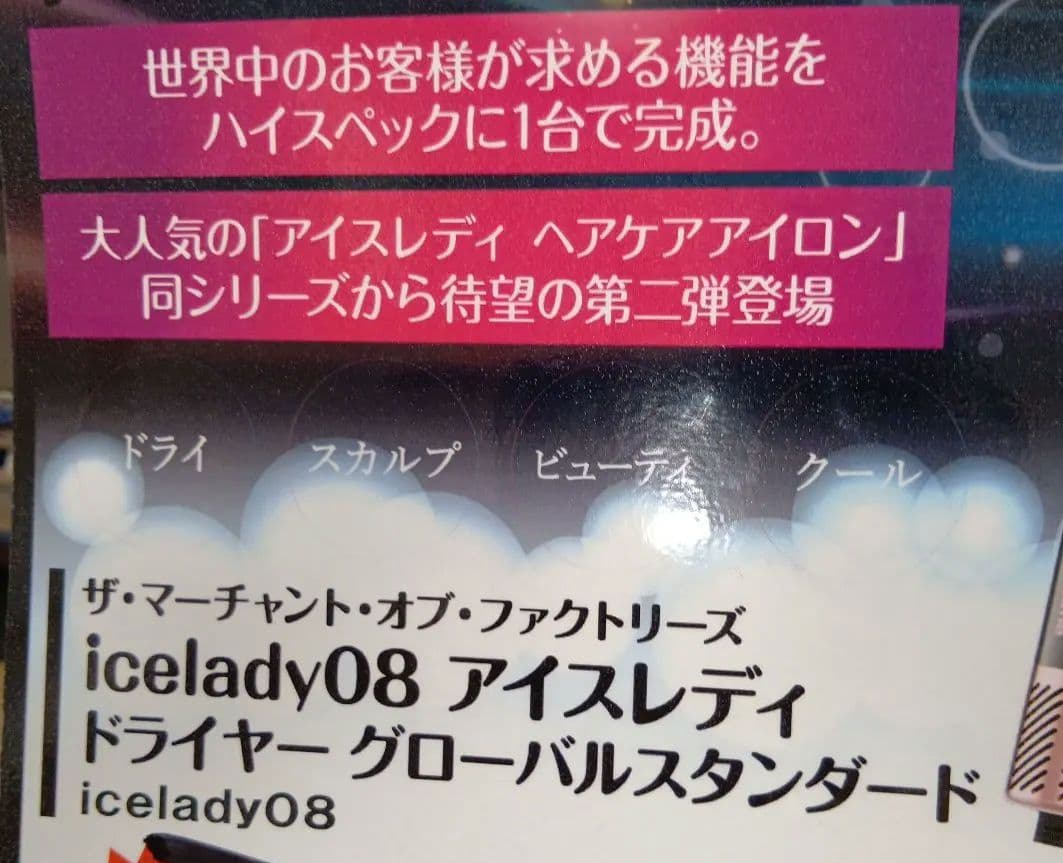 世界中のお客様が求める機能を
ハイスペックに1台で完成。
大人気の「アイスレディ ヘアケアアイロン」
同シリーズから待望の第二弾登場
ドライ スカルプ ビューティ クール
ザ・マーチャント・オブ・ファクトリーズ
icelady08 アイスレディ
ドライヤー グローバルスタンダード
icelady08